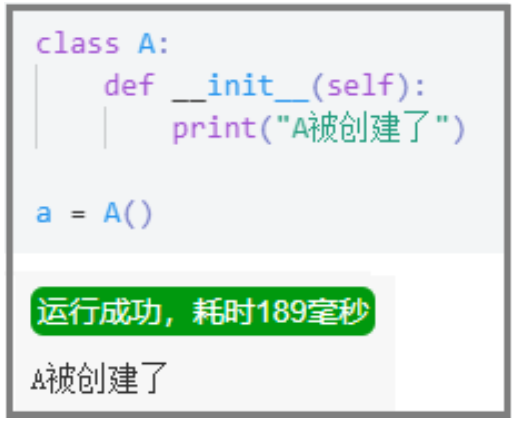 class A:
    def __init__(self):
        print("A被创建了")
a = A()
运行成功，耗时189毫秒
A被创建了